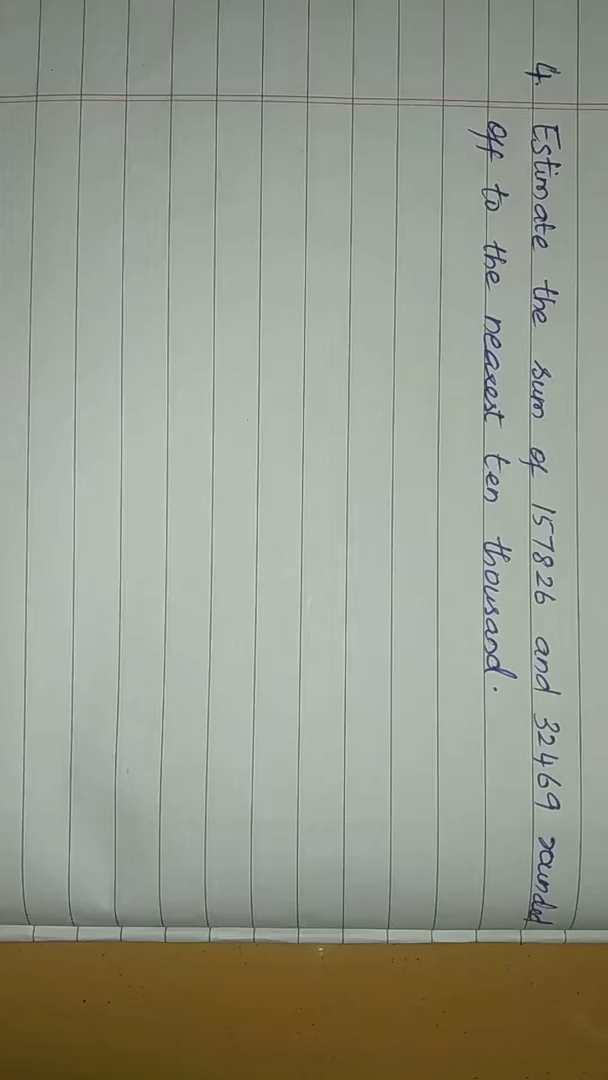 4. Estimate the sum of 157826 and 32469 rounded
off to the nearest ten thousand.